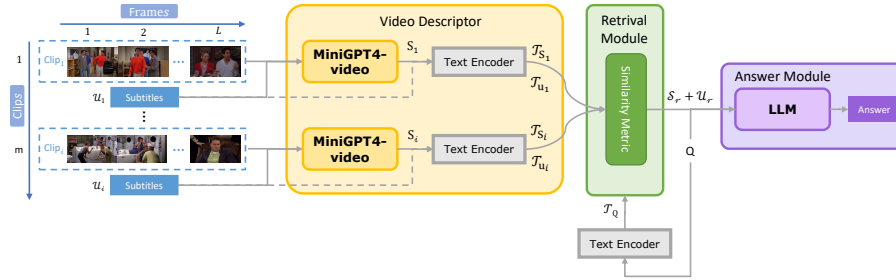 Frames
1 2 L
Clips
1
m
Clip₁
...
𝒰₁
Subtitles
⋮
Clipᵢ
...
𝒰ᵢ
Subtitles
Video Descriptor
MiniGPT4-
video
S₁
Text Encoder
𝒯S₁
𝒯u₁
MiniGPT4-
video
Sᵢ
Text Encoder
𝒯Sᵢ
𝒯uᵢ
Retrival
Module
Similarity Metric
𝒯Q
Text Encoder
𝒮ᵣ + 𝒰ᵣ
Q
Answer Module
LLM
Answer